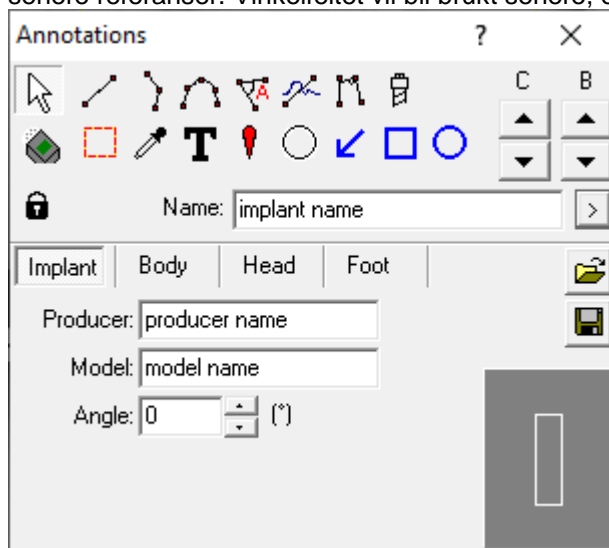 Annotations ?
C B
A T
Name: implant name >
Implant Body Head Foot
Producer: producer name
Model: model name
Angle: 0 (°)